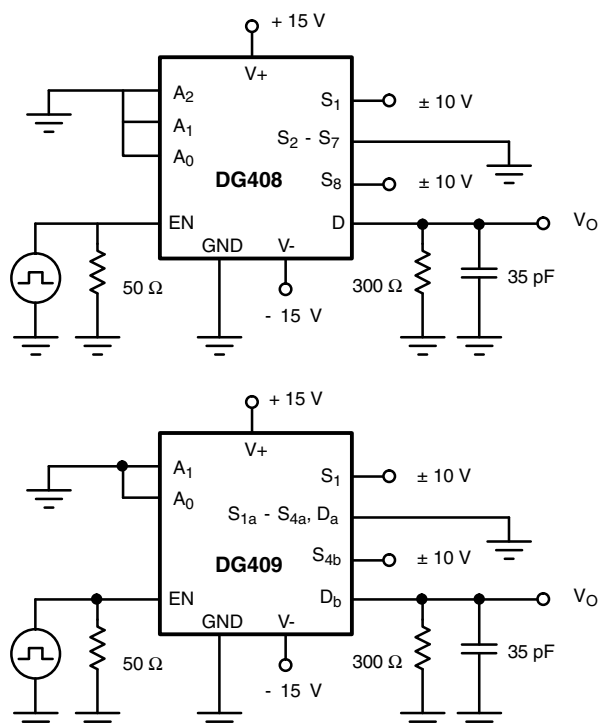 + 15 V
V+
A2
S1
± 10 V
A1
S2 - S7
A0
DG408
S8
± 10 V
EN
D
VO
GND
V-
50 Ω
300 Ω
35 pF
- 15 V
+ 15 V
V+
A1
S1
± 10 V
A0
S1a - S4a, Da
DG409
S4b
± 10 V
EN
Db
VO
GND
V-
50 Ω
300 Ω
35 pF
- 15 V